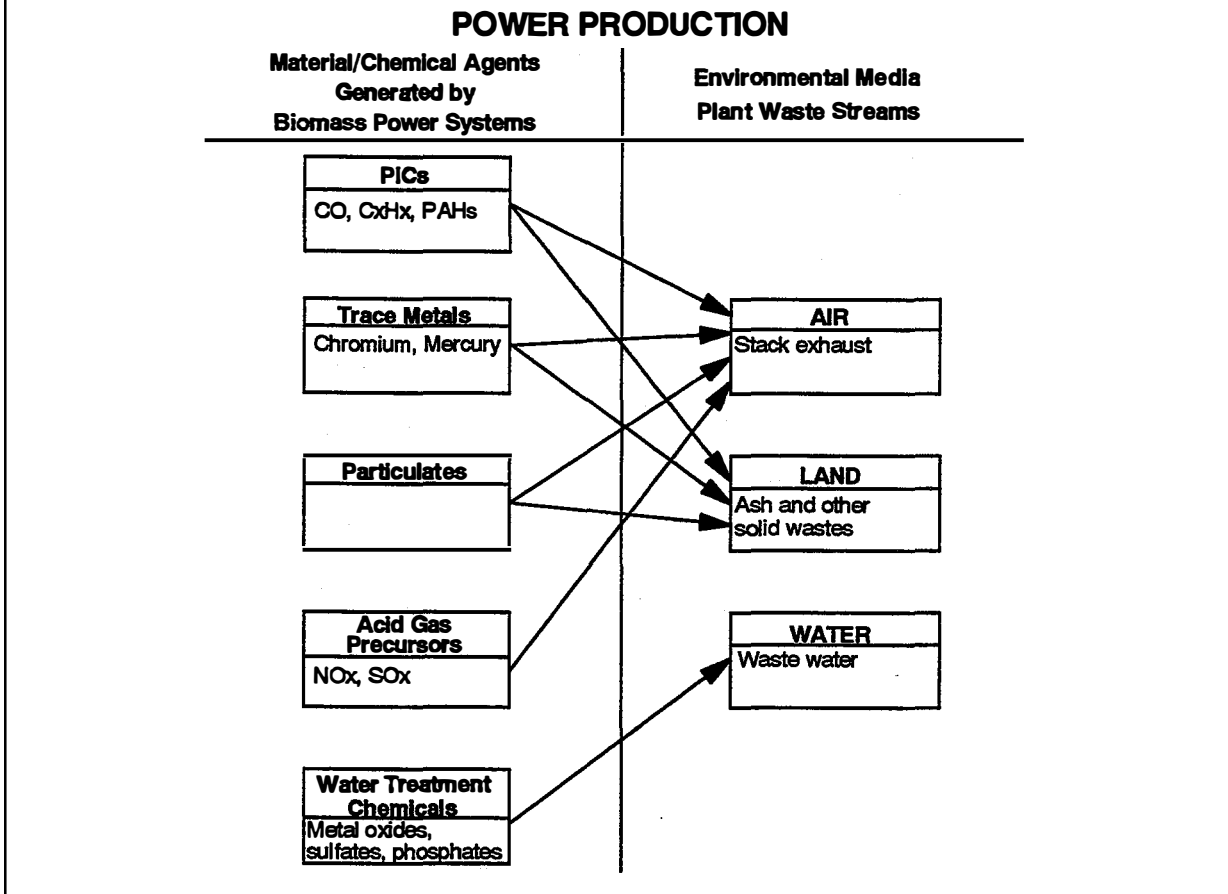 POWER PRODUCTION
Material/Chemical Agents
Generated by
Biomass Power Systems
Environmental Media
Plant Waste Streams
PICs
CO, CxHx, PAHs
Trace Metals
Chromium, Mercury
Particulates
Acid Gas
Precursors
NOx, SOx
Water Treatment
Chemicals
Metal oxides,
sulfates, phosphates
AIR
Stack exhaust
LAND
Ash and other
solid wastes
WATER
Waste water